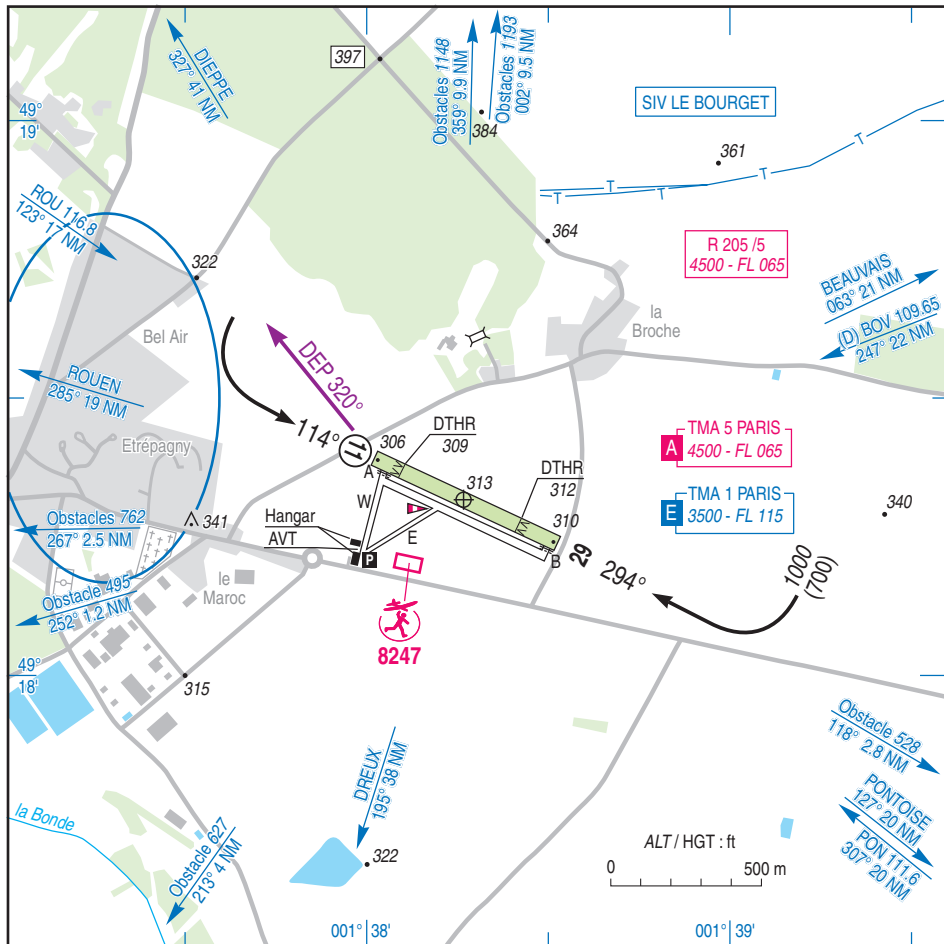 DIEPPE
327° 41 NM
397
Obstacles 1148
359° 9.9 NM
Obstacles 1193
002° 9.5 NM
384
SIV LE BOURGET
49°
19'
361
T
T
T
T
ROU 116.8
123° 17 NM
322
364
R 205 /5
4500 - FL 065
BEAUVAIS
063° 21 NM
(D) BOV 109.65
247° 22 NM
Bel Air
la
Broche
DEP 320°
ROUEN
285° 19 NM
114°
11
306
DTHR
309
TMA 5 PARIS
A
4500 - FL 065
Etrépagny
A
DTHR
312
313
W
TMA 1 PARIS
E
3500 - FL 115
340
Obstacles 762
267° 2.5 NM
341
Hangar
AVT
E
310
P
B
29
294°
1000
(700)
le
Maroc
Obstacle 495
252° 1.2 NM
8247
49°
18'
315
Obstacle 528
118° 2.8 NM
DREUX
195° 38 NM
PONTOISE
127° 20 NM
PON 111.6
307° 20 NM
la Bonde
Obstacle 627
213° 4 NM
322
ALT / HGT : ft
0
500 m
001°
38'
001°
39'